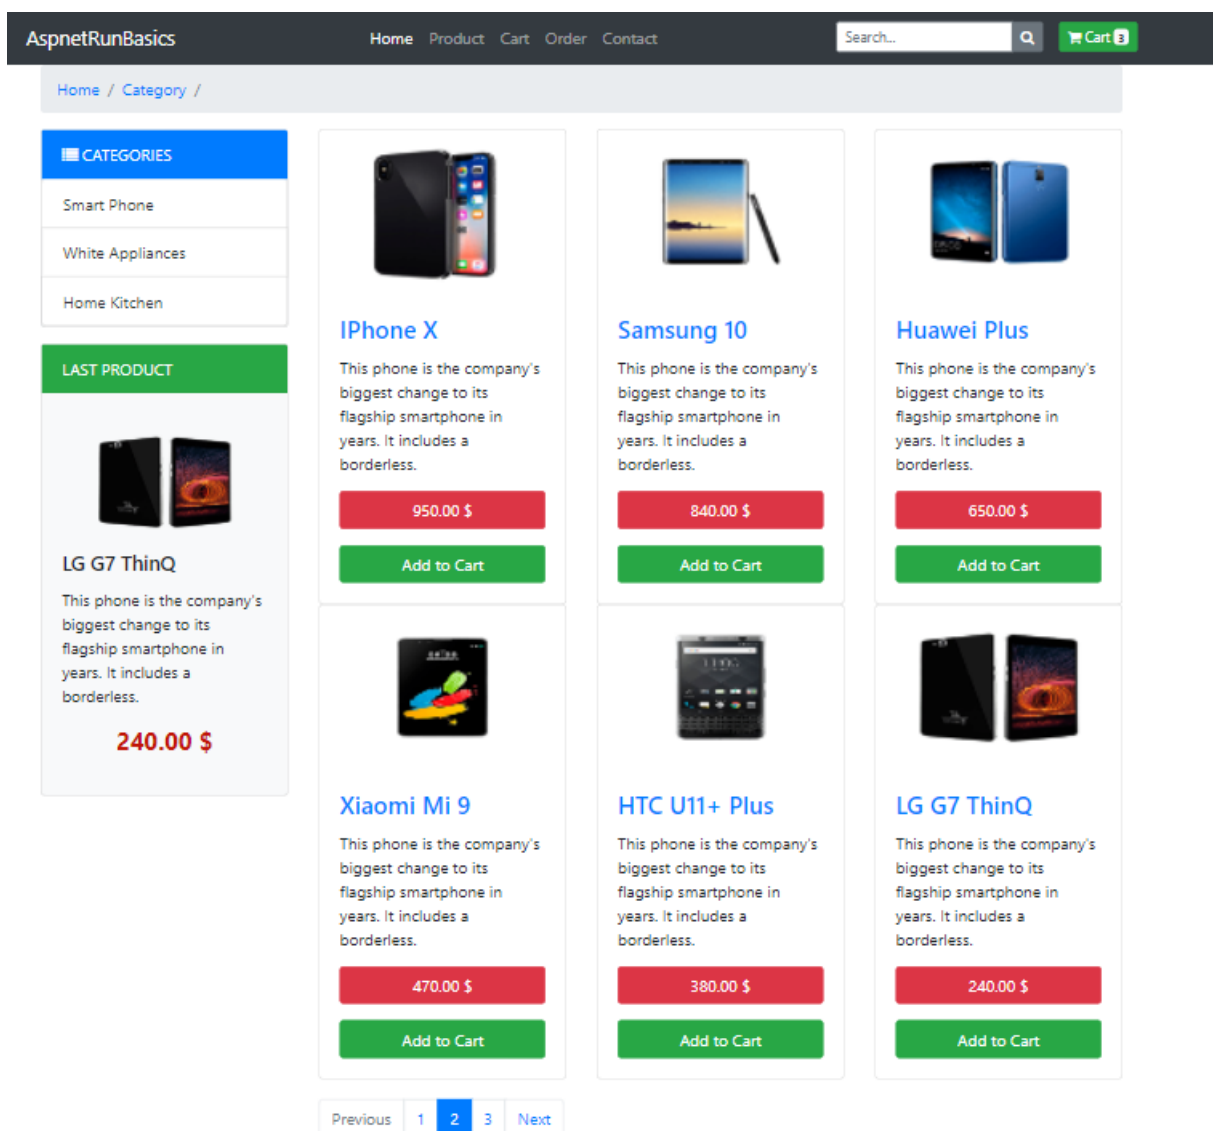 AspnetRunBasics
Home Product Cart Order Contact
Search...
Cart 3
Home / Category /
CATEGORIES
Smart Phone
White Appliances
Home Kitchen
LAST PRODUCT
LG G7 ThinQ
This phone is the company's
biggest change to its
flagship smartphone in
years. It includes a
borderless.
240.00 $
IPhone X
This phone is the company's
biggest change to its
flagship smartphone in
years. It includes a
borderless.
950.00 $
Add to Cart
Samsung 10
This phone is the company's
biggest change to its
flagship smartphone in
years. It includes a
borderless.
840.00 $
Add to Cart
Huawei Plus
This phone is the company's
biggest change to its
flagship smartphone in
years. It includes a
borderless.
650.00 $
Add to Cart
Xiaomi Mi 9
This phone is the company's
biggest change to its
flagship smartphone in
years. It includes a
borderless.
470.00 $
Add to Cart
HTC U11+ Plus
This phone is the company's
biggest change to its
flagship smartphone in
years. It includes a
borderless.
380.00 $
Add to Cart
LG G7 ThinQ
This phone is the company's
biggest change to its
flagship smartphone in
years. It includes a
borderless.
240.00 $
Add to Cart
Previous 1 2 3 Next